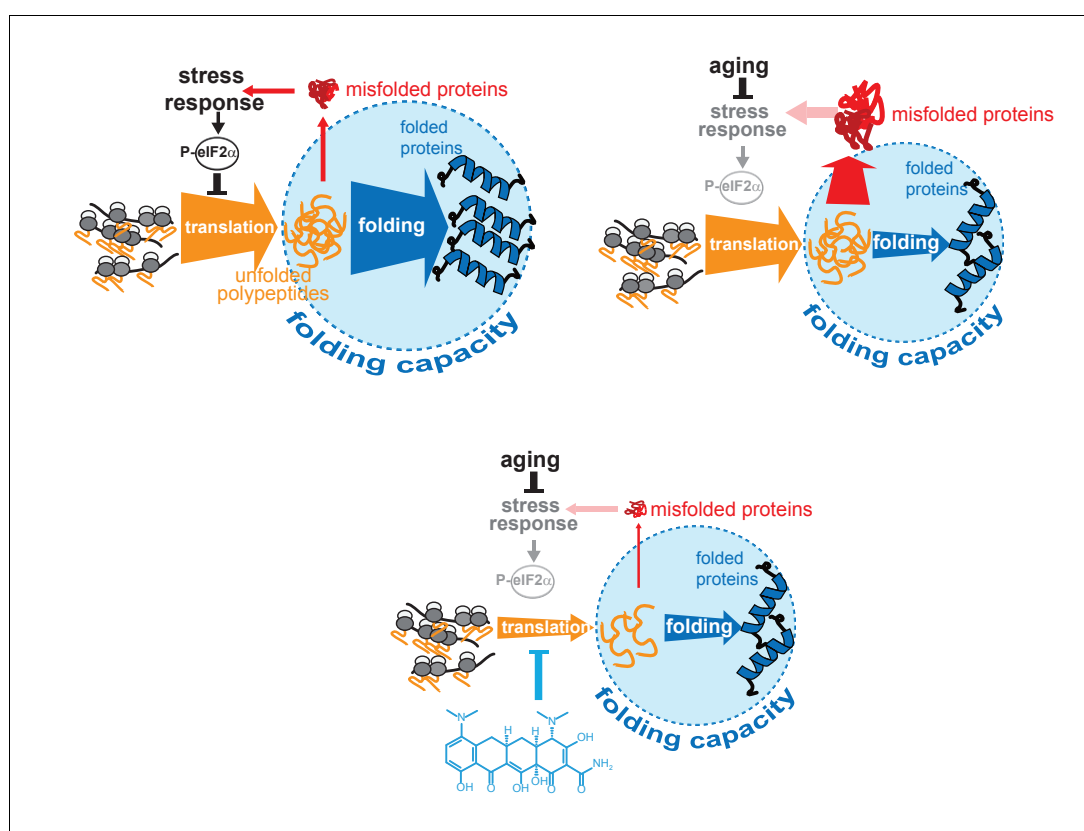 stress
response
misfolded proteins
P-eIF2α
folded
proteins
translation
folding
unfolded
polypeptides
folding capacity
aging
stress
response
misfolded proteins
P-eIF2α
folded
proteins
translation
folding
folding capacity
aging
stress
response
misfolded proteins
P-eIF2α
folded
proteins
translation
folding
folding capacity
N
N
H
H
OH
NH2
OH
O
OH
OH
O
O